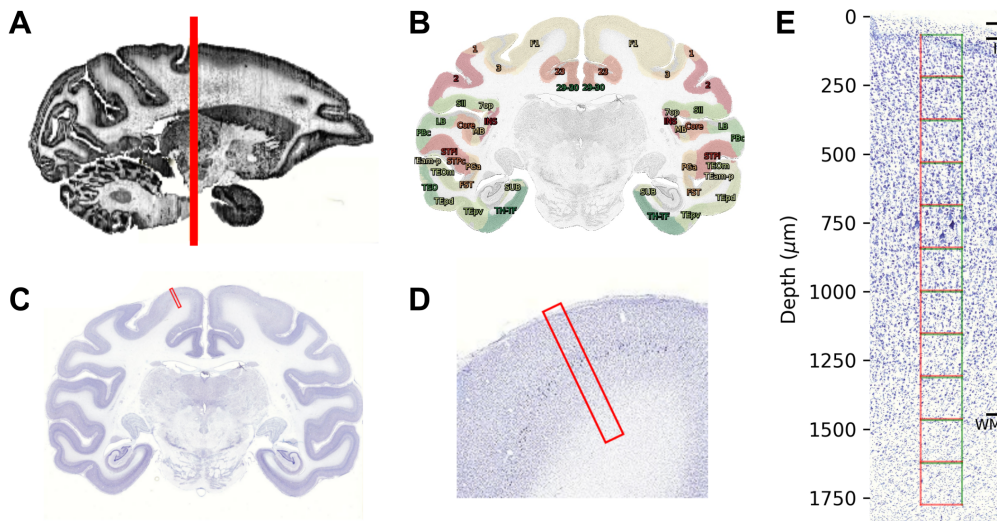 A
B
1
F1
F1
1
3
23
23
3
2
29-30
29-30
2
SII
7op
7op
SII
LB
Core
INS
INS
Core
LB
PBc
MB
MB
PBc
STPi
STPi
TEam-p
STPc
PGa
PGa
TEOm
TEOm
TEam-p
TEO
FST
SUB
SUB
FST
TEpd
TEpd
TEpv
TH-TF
TH-TF
TEpv
C
D
E
Depth (μm)
0
250
500
750
1000
1250
1500
1750
I
WM